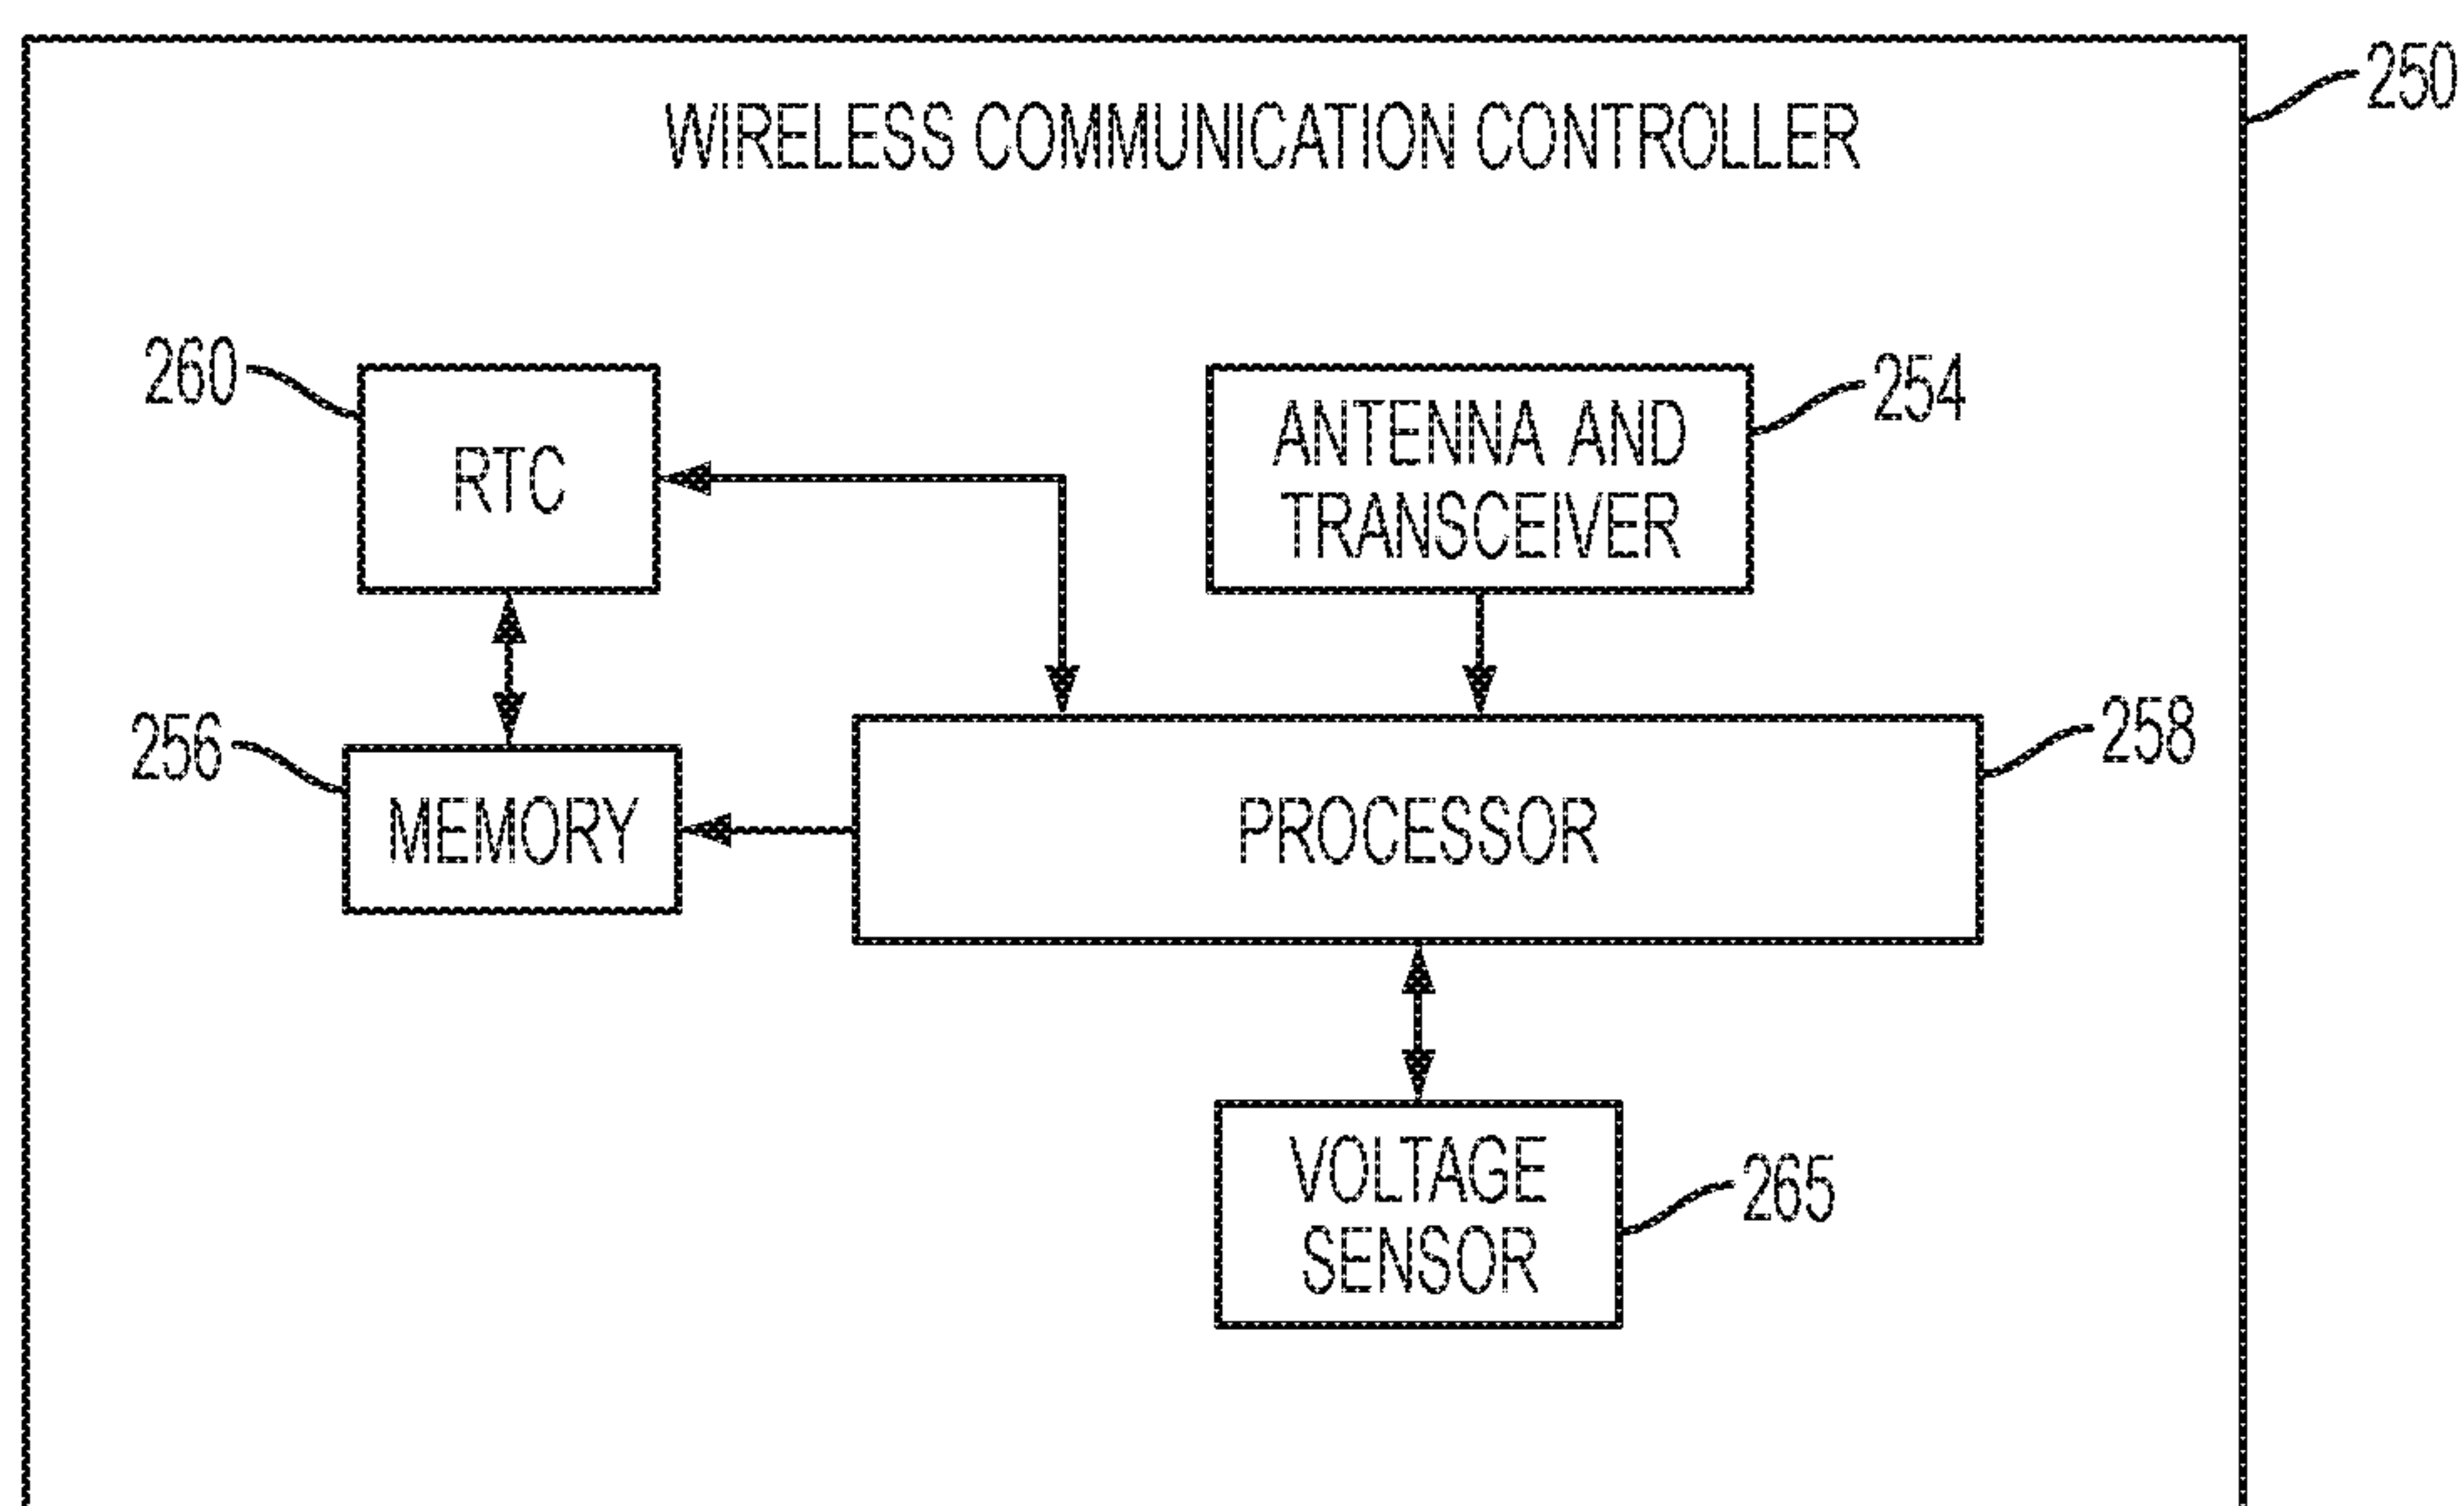 250
WIRELESS COMMUNICATION CONTROLLER
260
RTC
ANTENNA AND
TRANSCEIVER
254
256
MEMORY
PROCESSOR
258
VOLTAGE
SENSOR
265